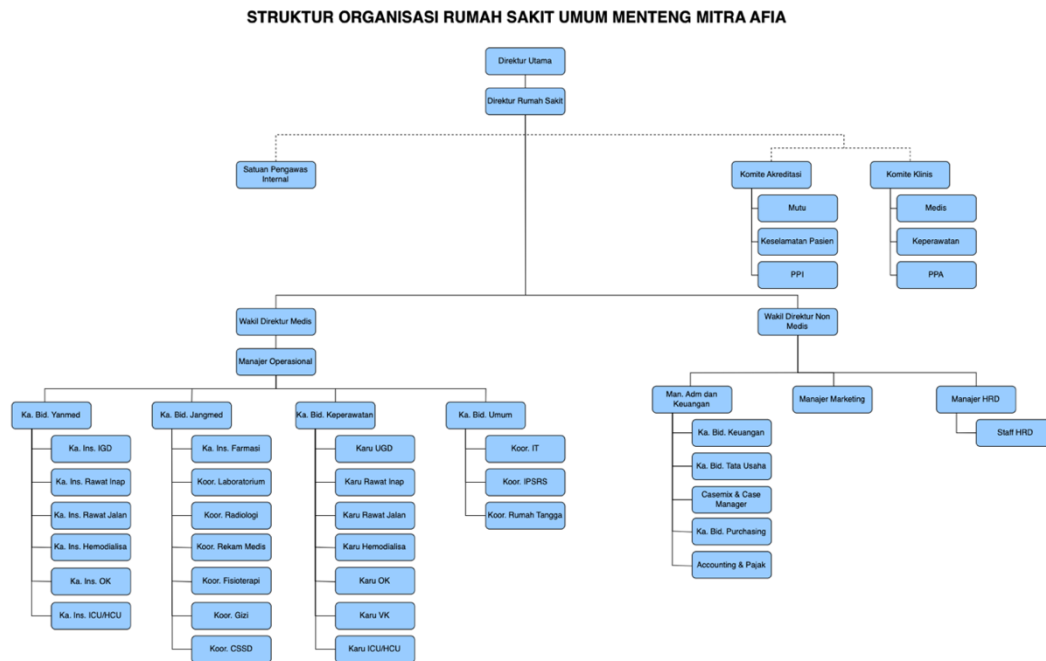 STRUKTUR ORGANISASI RUMAH SAKIT UMUM MENTENG MITRA AFIA
Direktur Utama
Direktur Rumah Sakit
Satuan Pengawas
Internal
Komite Akreditasi
Mutu
Keselamatan Pasien
PPI
Komite Klinis
Medis
Keperawatan
PPA
Wakil Direktur Medis
Manajer Operasional
Wakil Direktur Non
Medis
Ka. Bid. Yanmed
Ka. Ins. IGD
Ka. Ins. Rawat Inap
Ka. Ins. Rawat Jalan
Ka. Ins. Hemodialisa
Ka. Ins. OK
Ka. Ins. ICU/HCU
Ka. Bid. Jangmed
Ka. Ins. Farmasi
Koor. Laboratorium
Koor. Radiologi
Koor. Rekam Medis
Koor. Fisioterapi
Koor. Gizi
Koor. CSSD
Ka. Bid. Keperawatan
Karu UGD
Karu Rawat Inap
Karu Rawat Jalan
Karu Hemodialisa
Karu OK
Karu VK
Karu ICU/HCU
Ka. Bid. Umum
Koor. IT
Koor. IPSRS
Koor. Rumah Tangga
Man. Adm dan
Keuangan
Ka. Bid. Keuangan
Ka. Bid. Tata Usaha
Casemix & Case
Manager
Ka. Bid. Purchasing
Accounting & Pajak
Manajer Marketing
Manajer HRD
Staff HRD